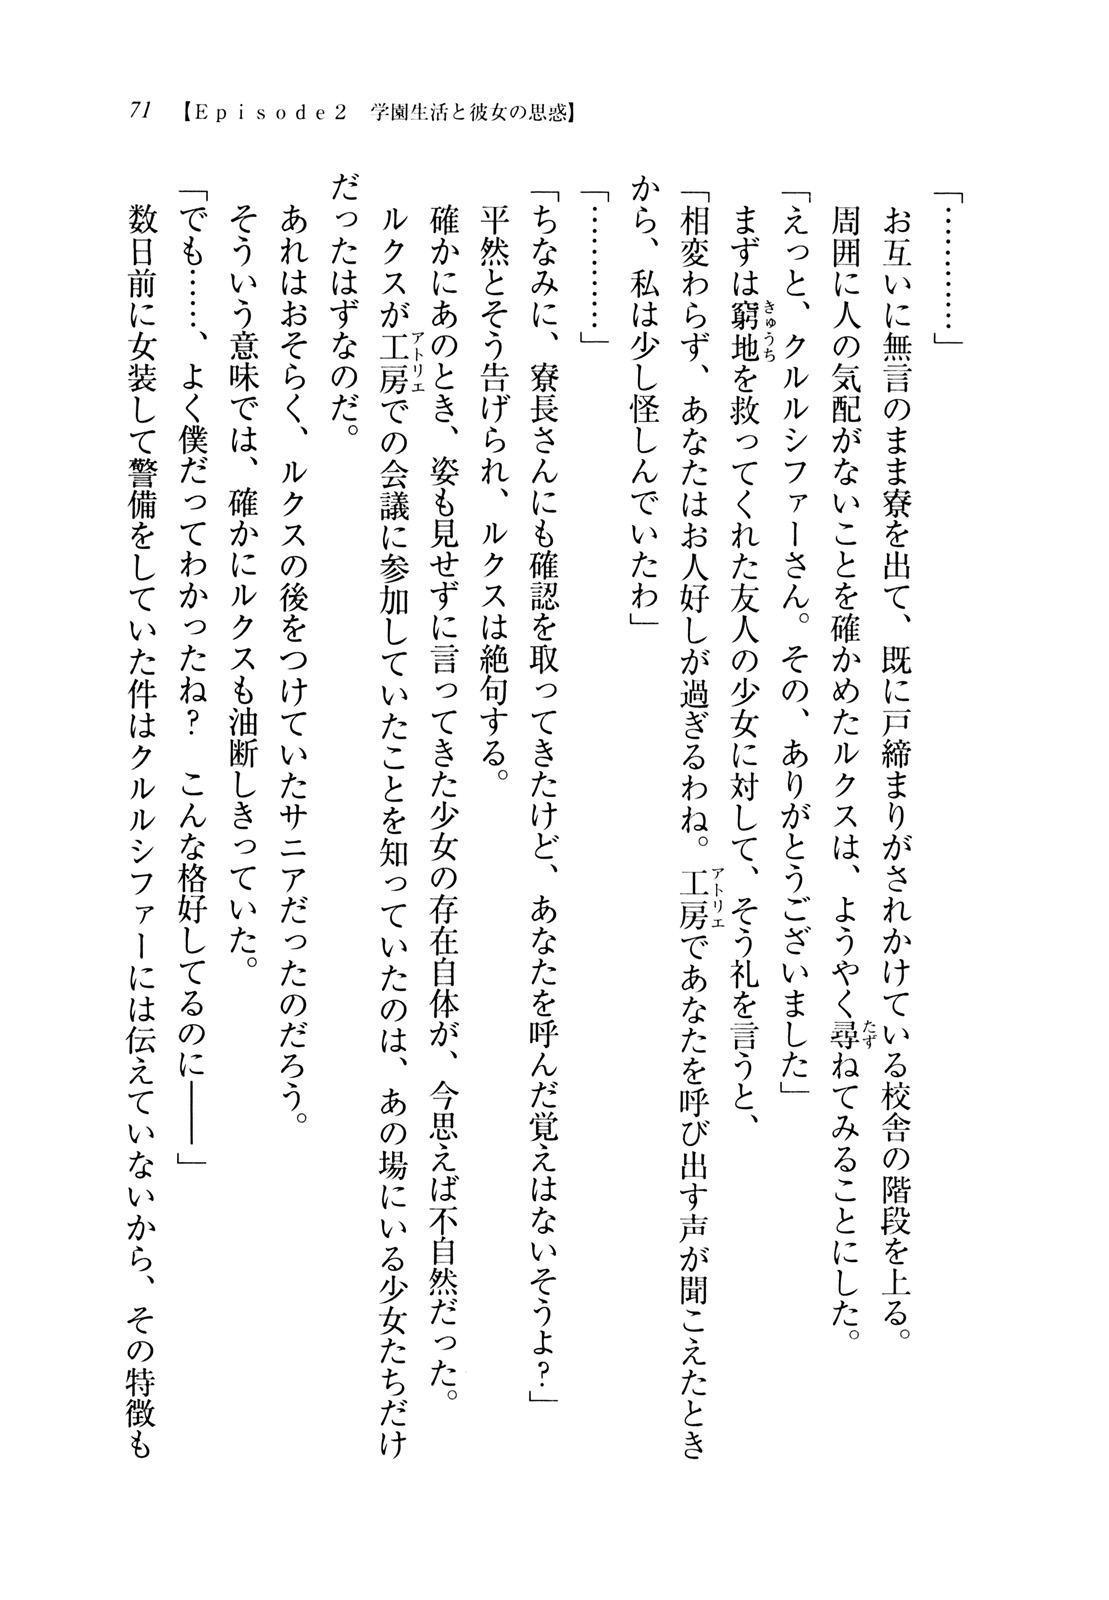 71 【Episode2　学園生活と彼女の思惑】
「…………」
　お互いに無言のまま寮を出て、既に戸締まりがされかけている校舎の階段を上る。
　周囲に人の気配がないことを確かめたルクスは、ようやく尋ねてみることにした。
「えっと、クルルシファーさん。その、ありがとうございました」
　まずは窮地を救ってくれた友人の少女に対して、そう礼を言うと、
「相変わらず、あなたはお人好しが過ぎるわね。工房であなたを呼び出す声が聞こえたとき
から、私は少し怪しんでいたわ」
「…………」
「ちなみに、寮長さんにも確認を取ってきたけど、あなたを呼んだ覚えはないそうよ？」
　平然とそう告げられ、ルクスは絶句する。
　確かにあのとき、姿も見せずに言ってきた少女の存在自体が、今思えば不自然だった。
　ルクスが工房での会議に参加していたことを知っていたのは、あの場にいる少女たちだけ
だったはずなのだ。
　あれはおそらく、ルクスの後をつけていたサニアだったのだろう。
　そういう意味では、確かにルクスも油断しきっていた。
「でも……、よく僕だってわかったね？　こんな格好してるのに――」
　数日前に女装して警備をしていた件はクルルシファーには伝えていないから、その特徴も